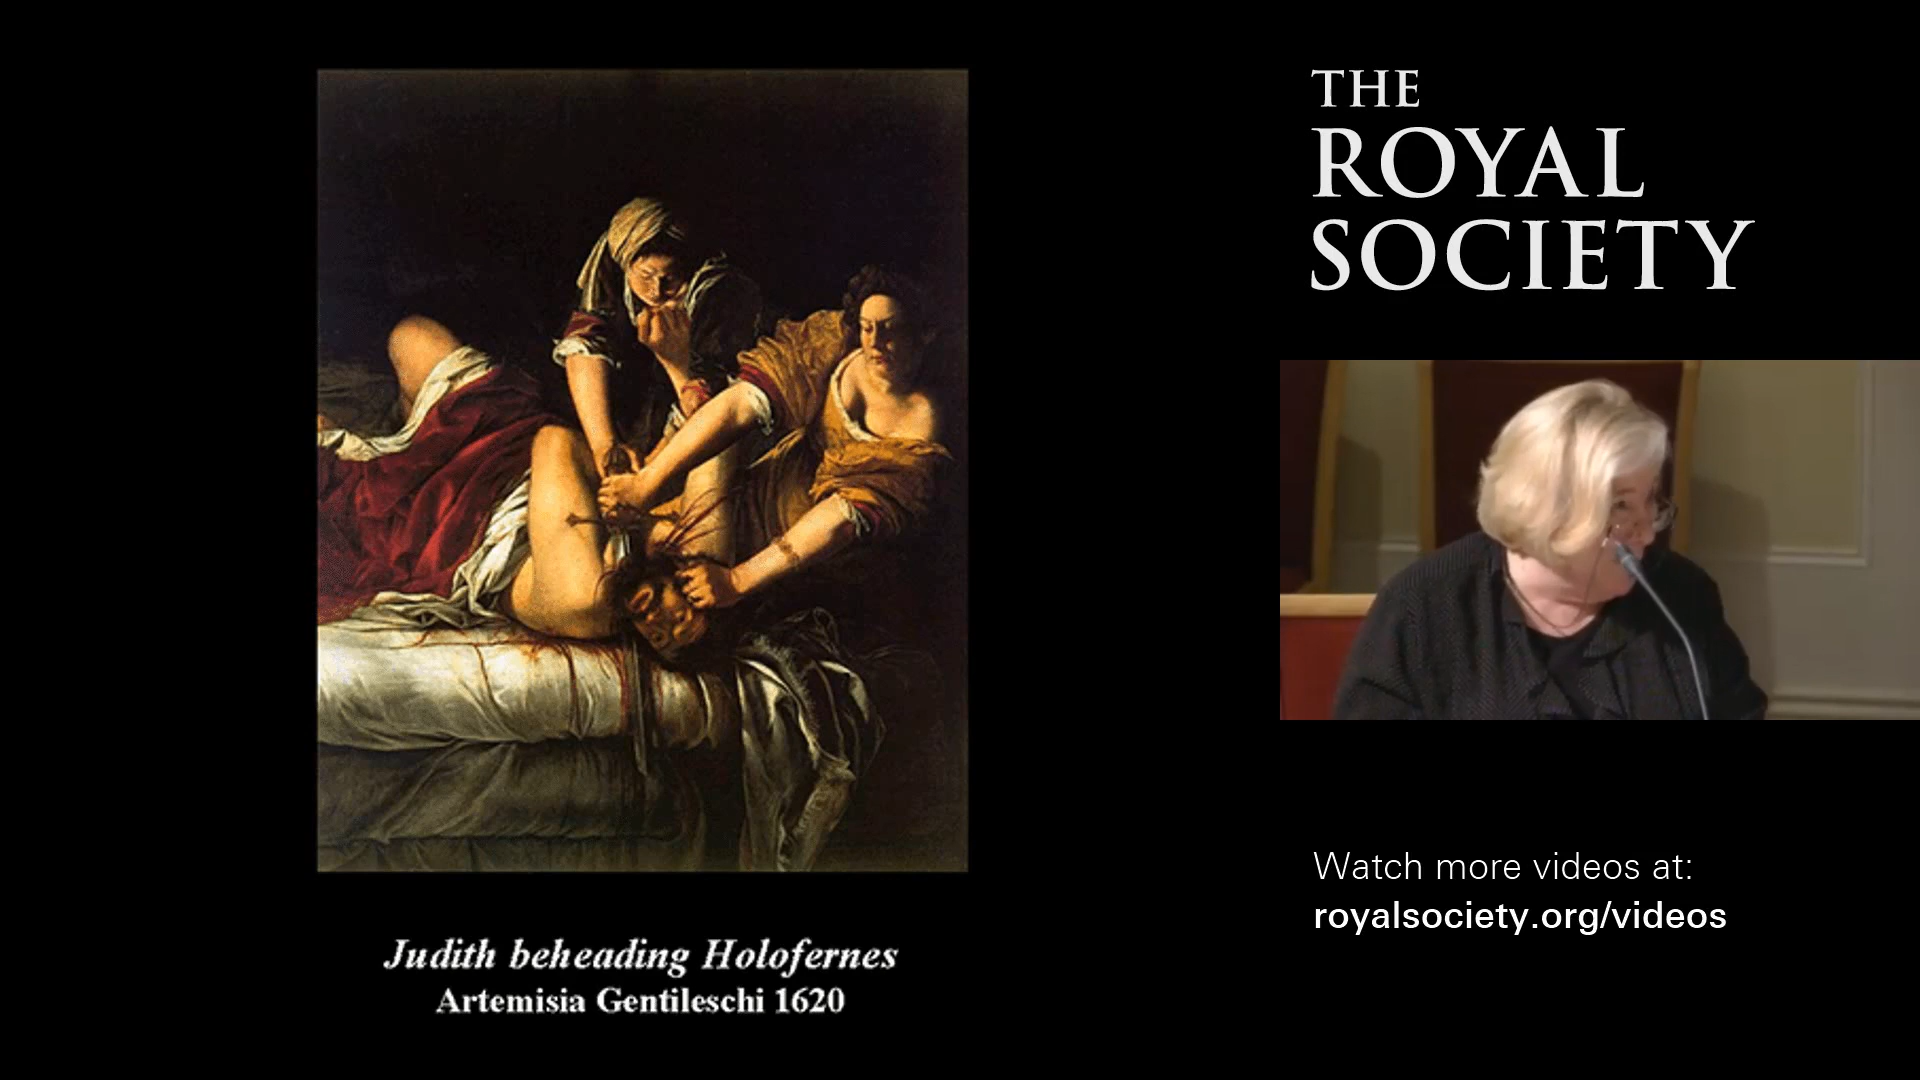 THE
ROYAL
SOCIETY
Watch more videos at:
royalsociety.org/videos
Judith beheading Holofernes
Artemisia Gentileschi 1620